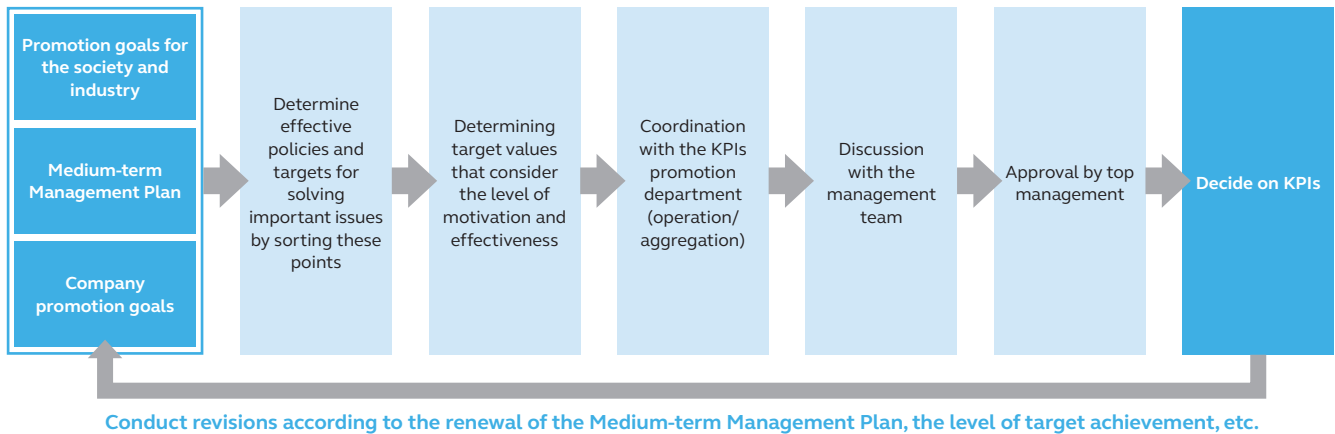 Promotion goals for
the society and
industry
Medium-term
Management Plan
Company
promotion goals
Determine
effective
policies and
targets for
solving
important issues
by sorting these
points
Determining
target values
that consider
the level of
motivation and
effectiveness
Coordination
with the KPIs
promotion
department
(operation/
aggregation)
Discussion
with the
management
team
Approval by top
management
Decide on KPIs
Conduct revisions according to the renewal of the Medium-term Management Plan, the level of target achievement, etc.